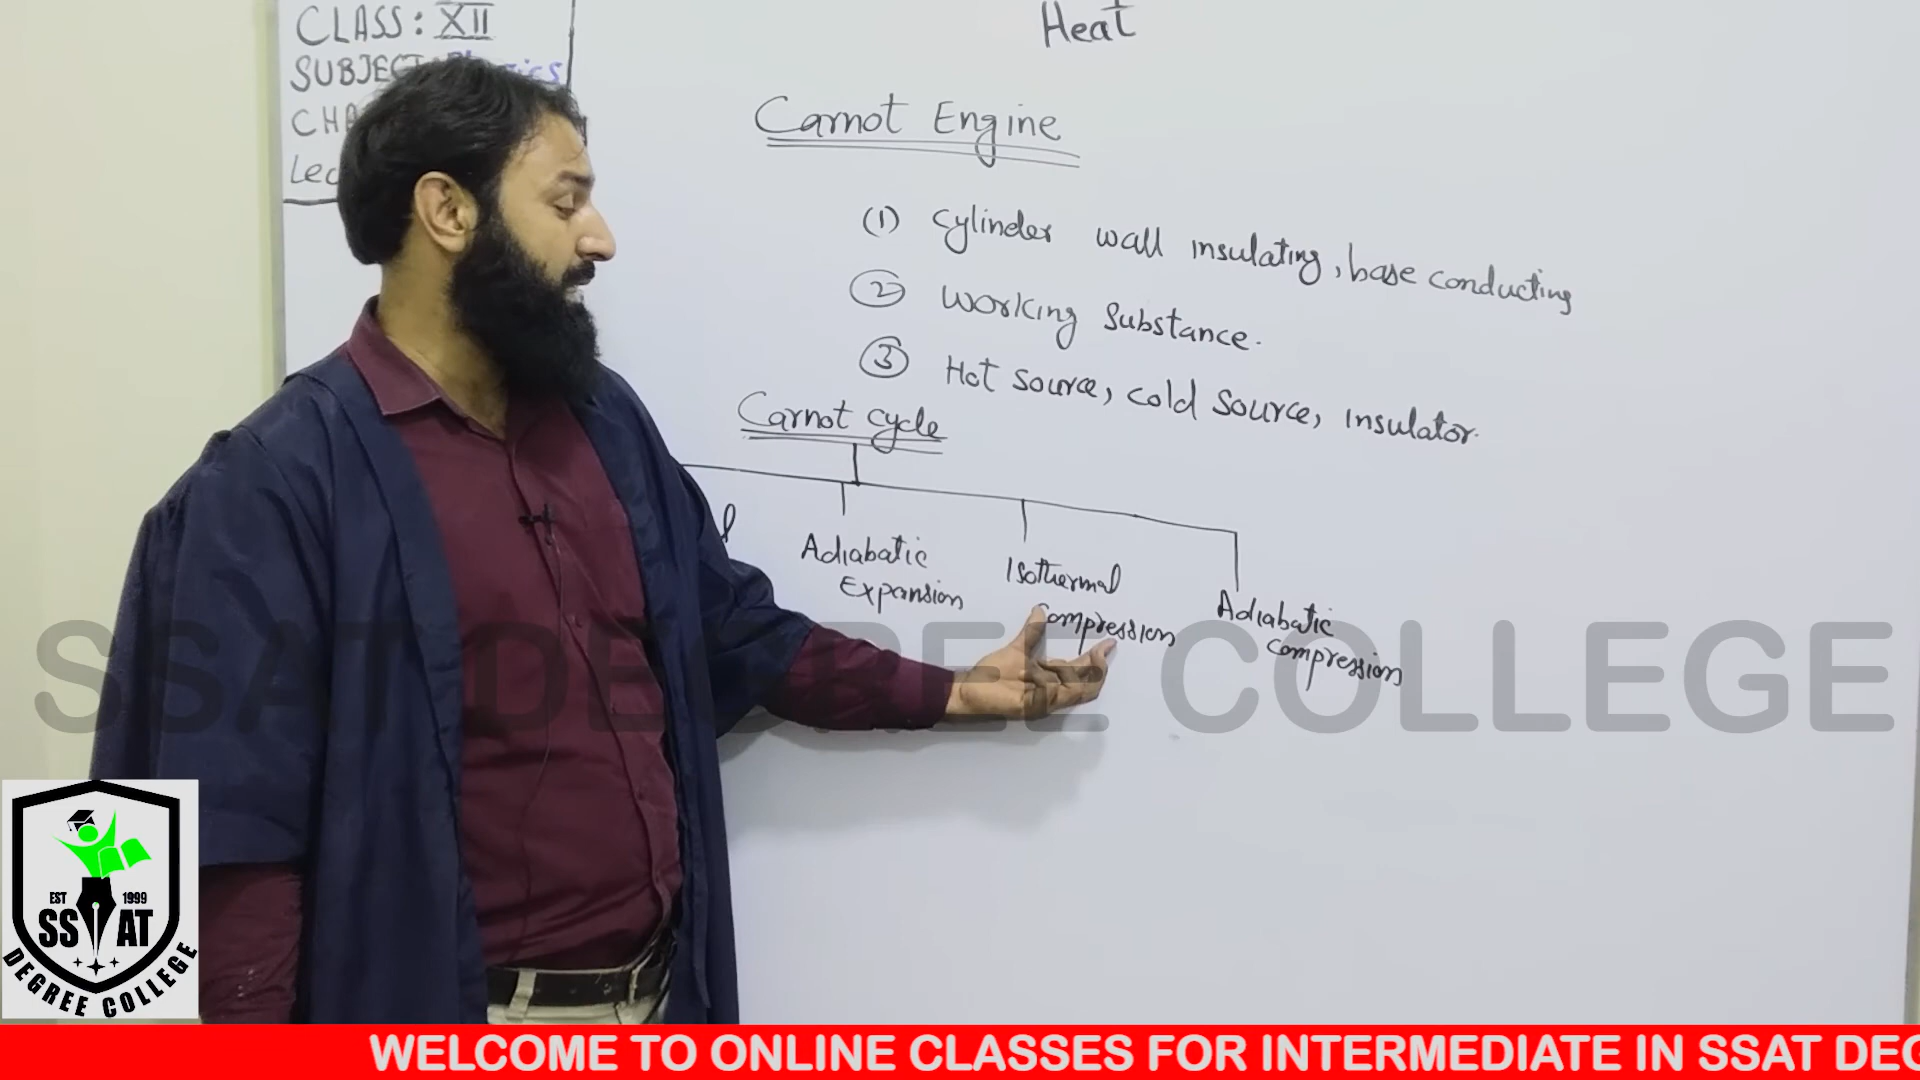 CLASS: XII
SUBJECT: Physics
Heat
Carnot Engine
(1) Cylinder wall insulating, base conducting
(2) Working Substance.
(3) Hot source, cold source, insulator.
Carnot cycle
Adiabatic
Expansion
Isothermal
Compression
Adiabatic
Compression
SSAT DEGREE COLLEGE
EST 1999
SSAT
DEGREE COLLEGE
WELCOME TO ONLINE CLASSES FOR INTERMEDIATE IN SSAT DEG